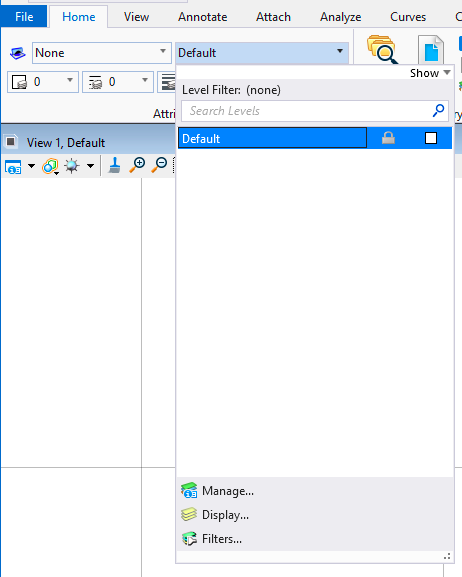 File Home View Annotate Attach Analyze Curves
None Default
Show
Level Filter: (none)
0 0
Search Levels
View 1, Default
Default
Manage...
Display...
Filters...